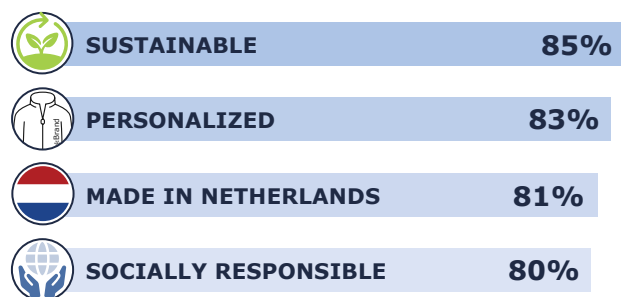 SUSTAINABLE 85%
PERSONALIZED 83%
MADE IN NETHERLANDS 81%
SOCIALLY RESPONSIBLE 80%